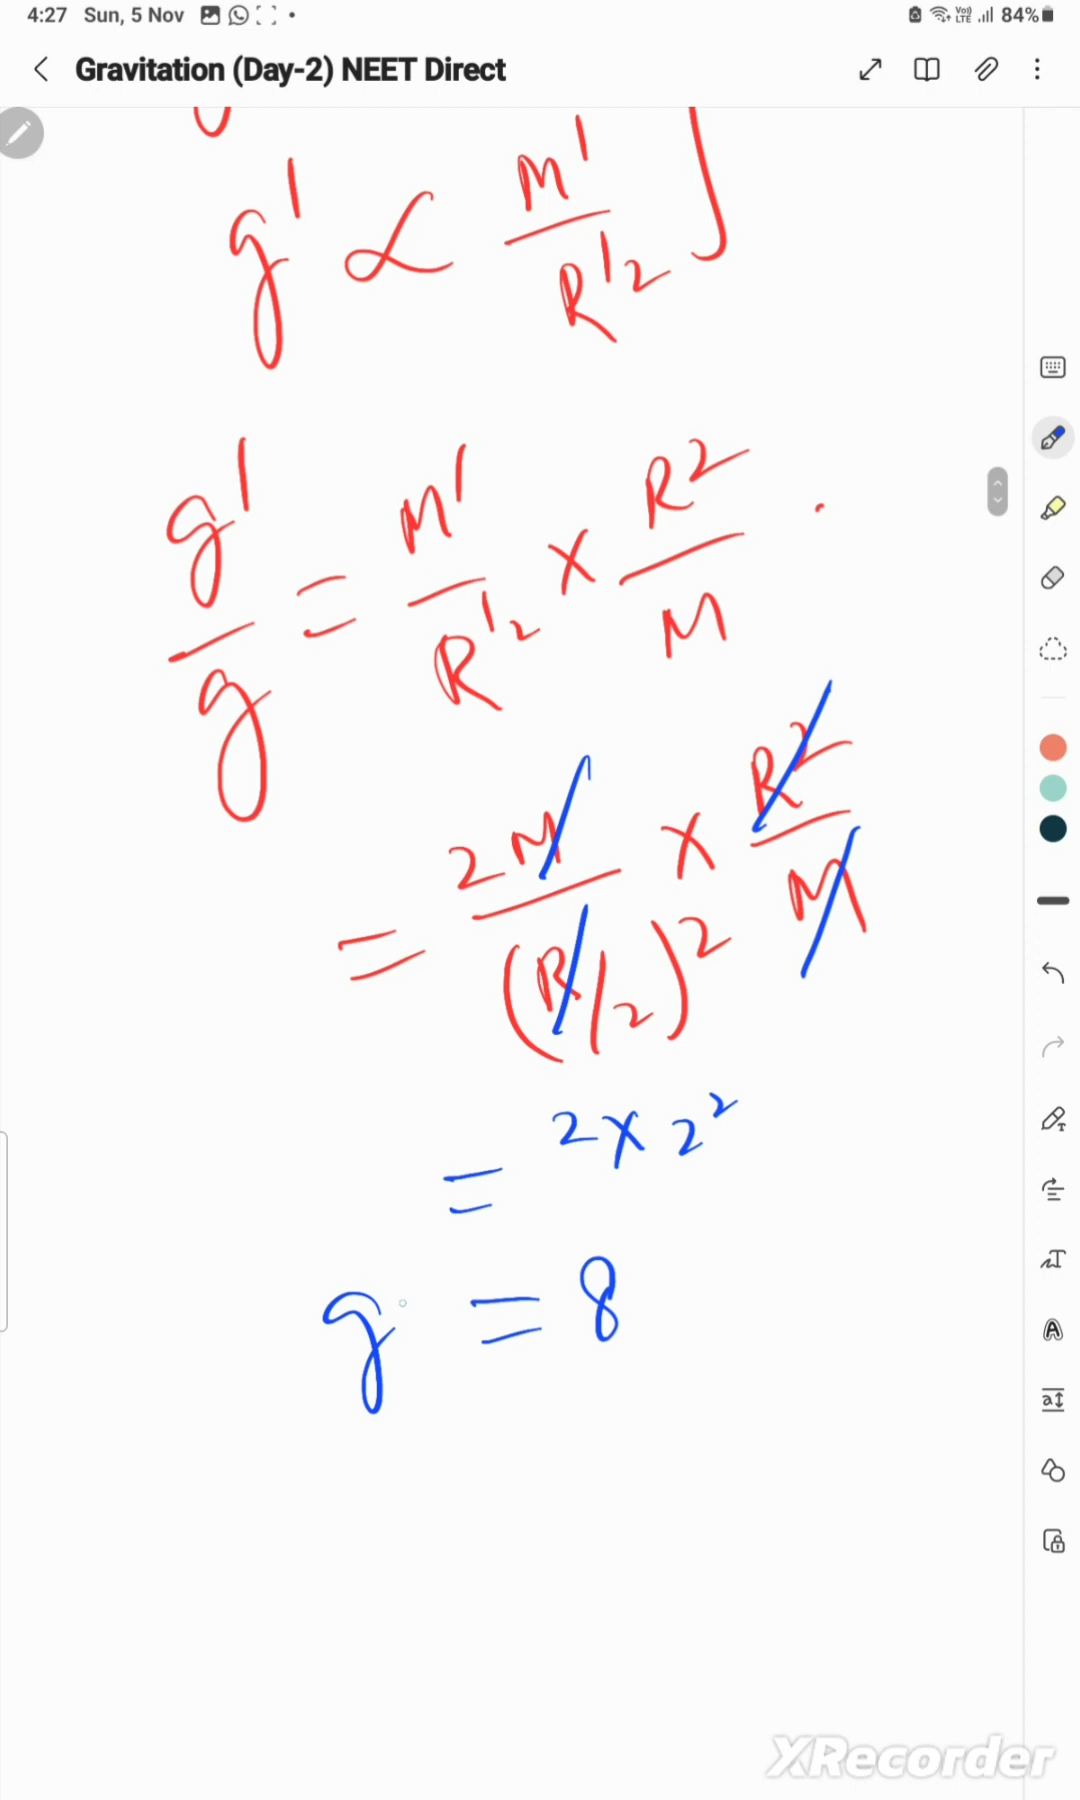 4:27 Sun, 5 Nov 84%
Gravitation (Day-2) NEET Direct
g' ∝ M'/R'²
g'/g = M'/R'² × R²/M
= 2M/(R/2)² × R²/M
= 2 × 2²
g = 8
XRecorder